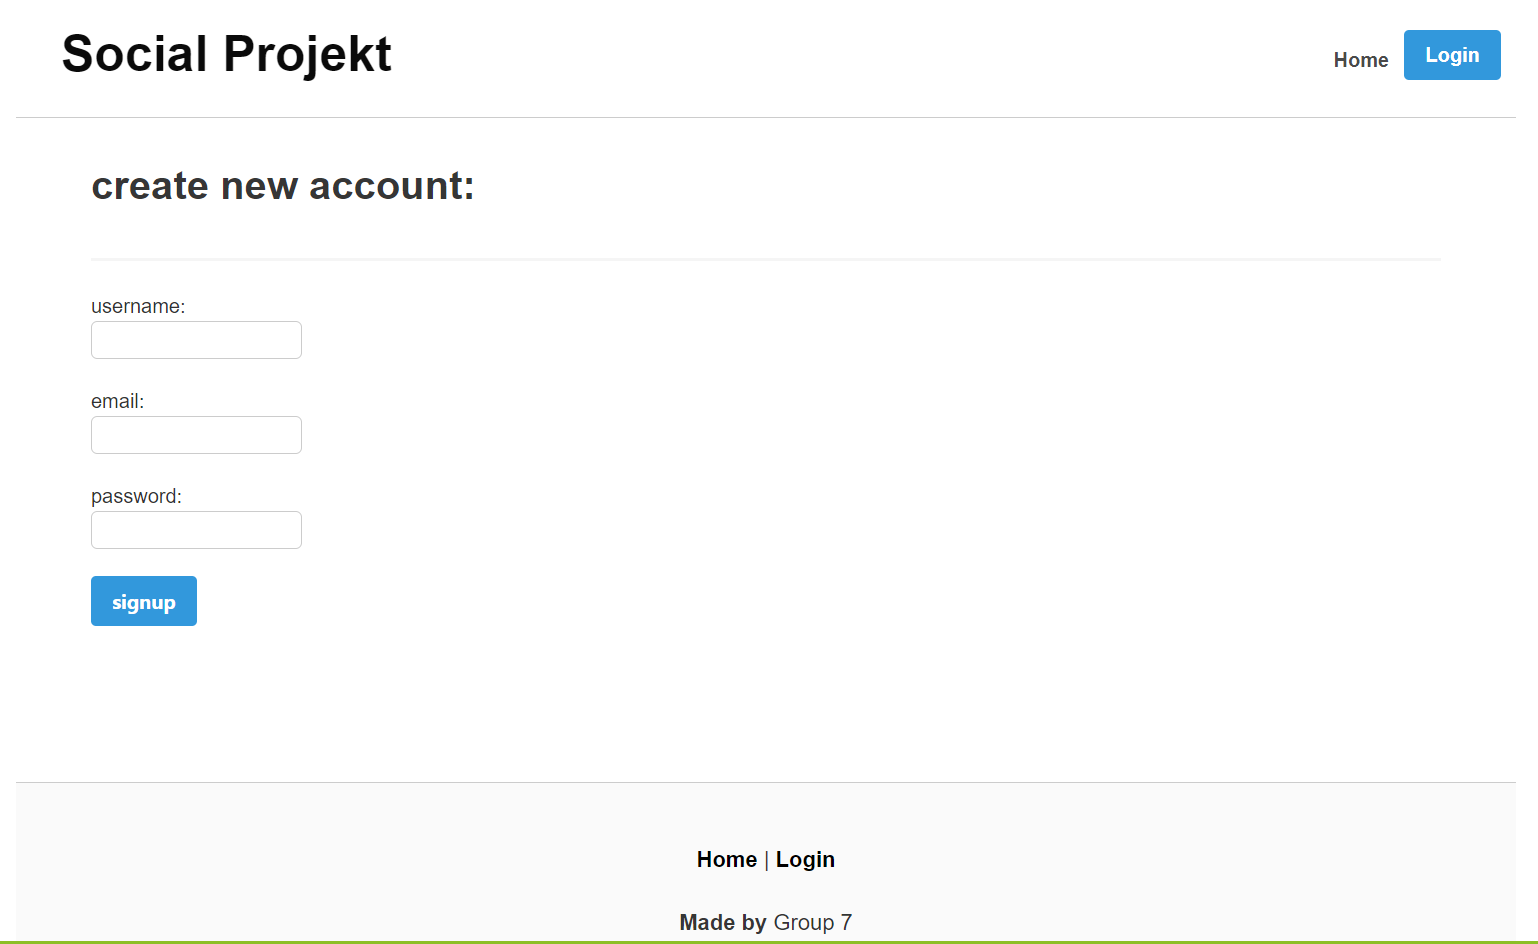 Social Projekt
Home Login
create new account:
username:
email:
password:
signup
Home | Login
Made by Group 7